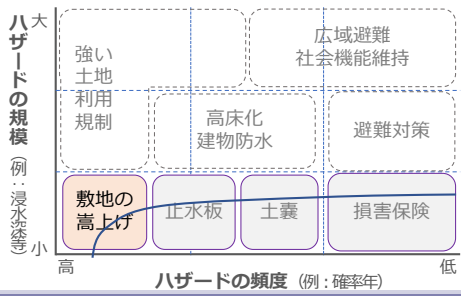 ハザードの規模（例：浸水深等）
大
強い
土地
利用
規制
広域避難
社会機能維持
高床化
建物防水
避難対策
敷地の
嵩上げ
止水板
土嚢
損害保険
小
高
低
ハザードの頻度（例：確率年）